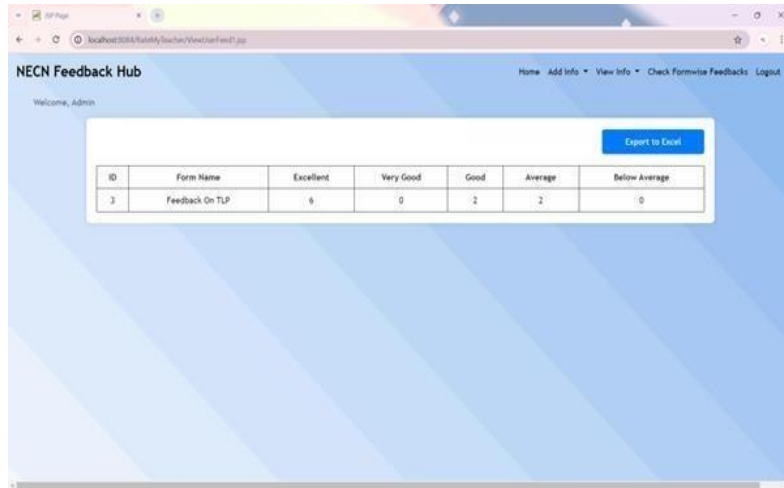 JSP Page
localhost:8084/RateMyTeacher/ViewUserFeed1.jsp
NECN Feedback Hub
Home Add Info View Info Check Formwise Feedbacks Logout
Welcome, Admin
Export to Excel
ID Form Name Excellent Very Good Good Average Below Average
3 Feedback On TLP 6 0 2 2 0